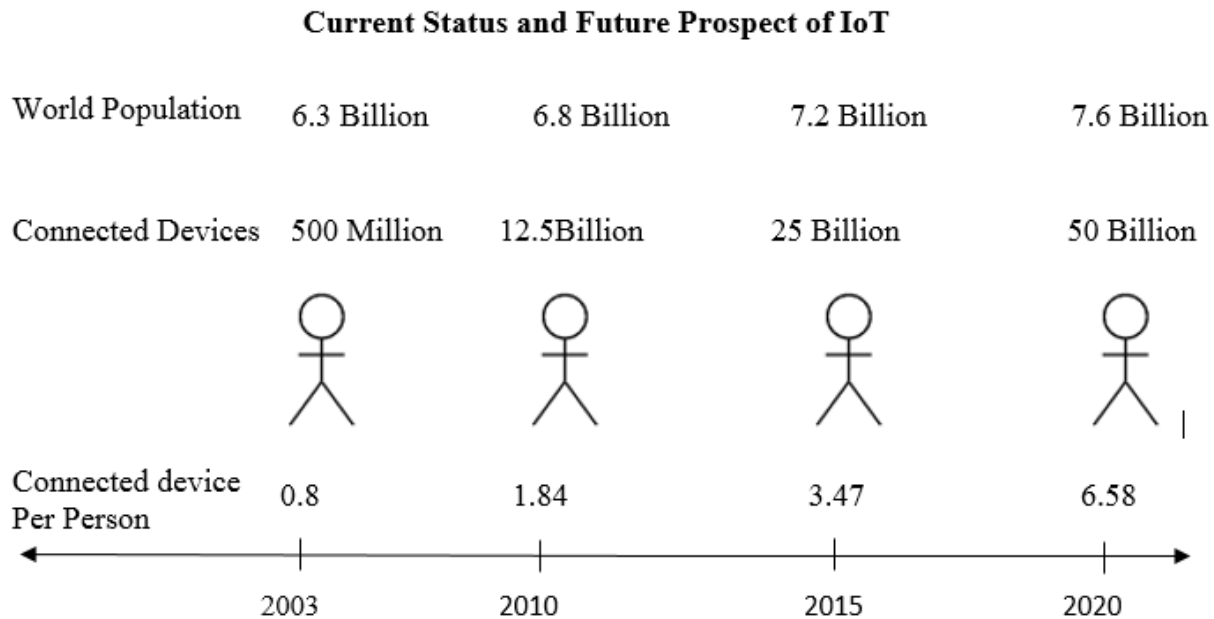 Current Status and Future Prospect of IoT
World Population 6.3 Billion 6.8 Billion 7.2 Billion 7.6 Billion
Connected Devices 500 Million 12.5Billion 25 Billion 50 Billion
Connected device
Per Person 0.8 1.84 3.47 6.58
2003 2010 2015 2020